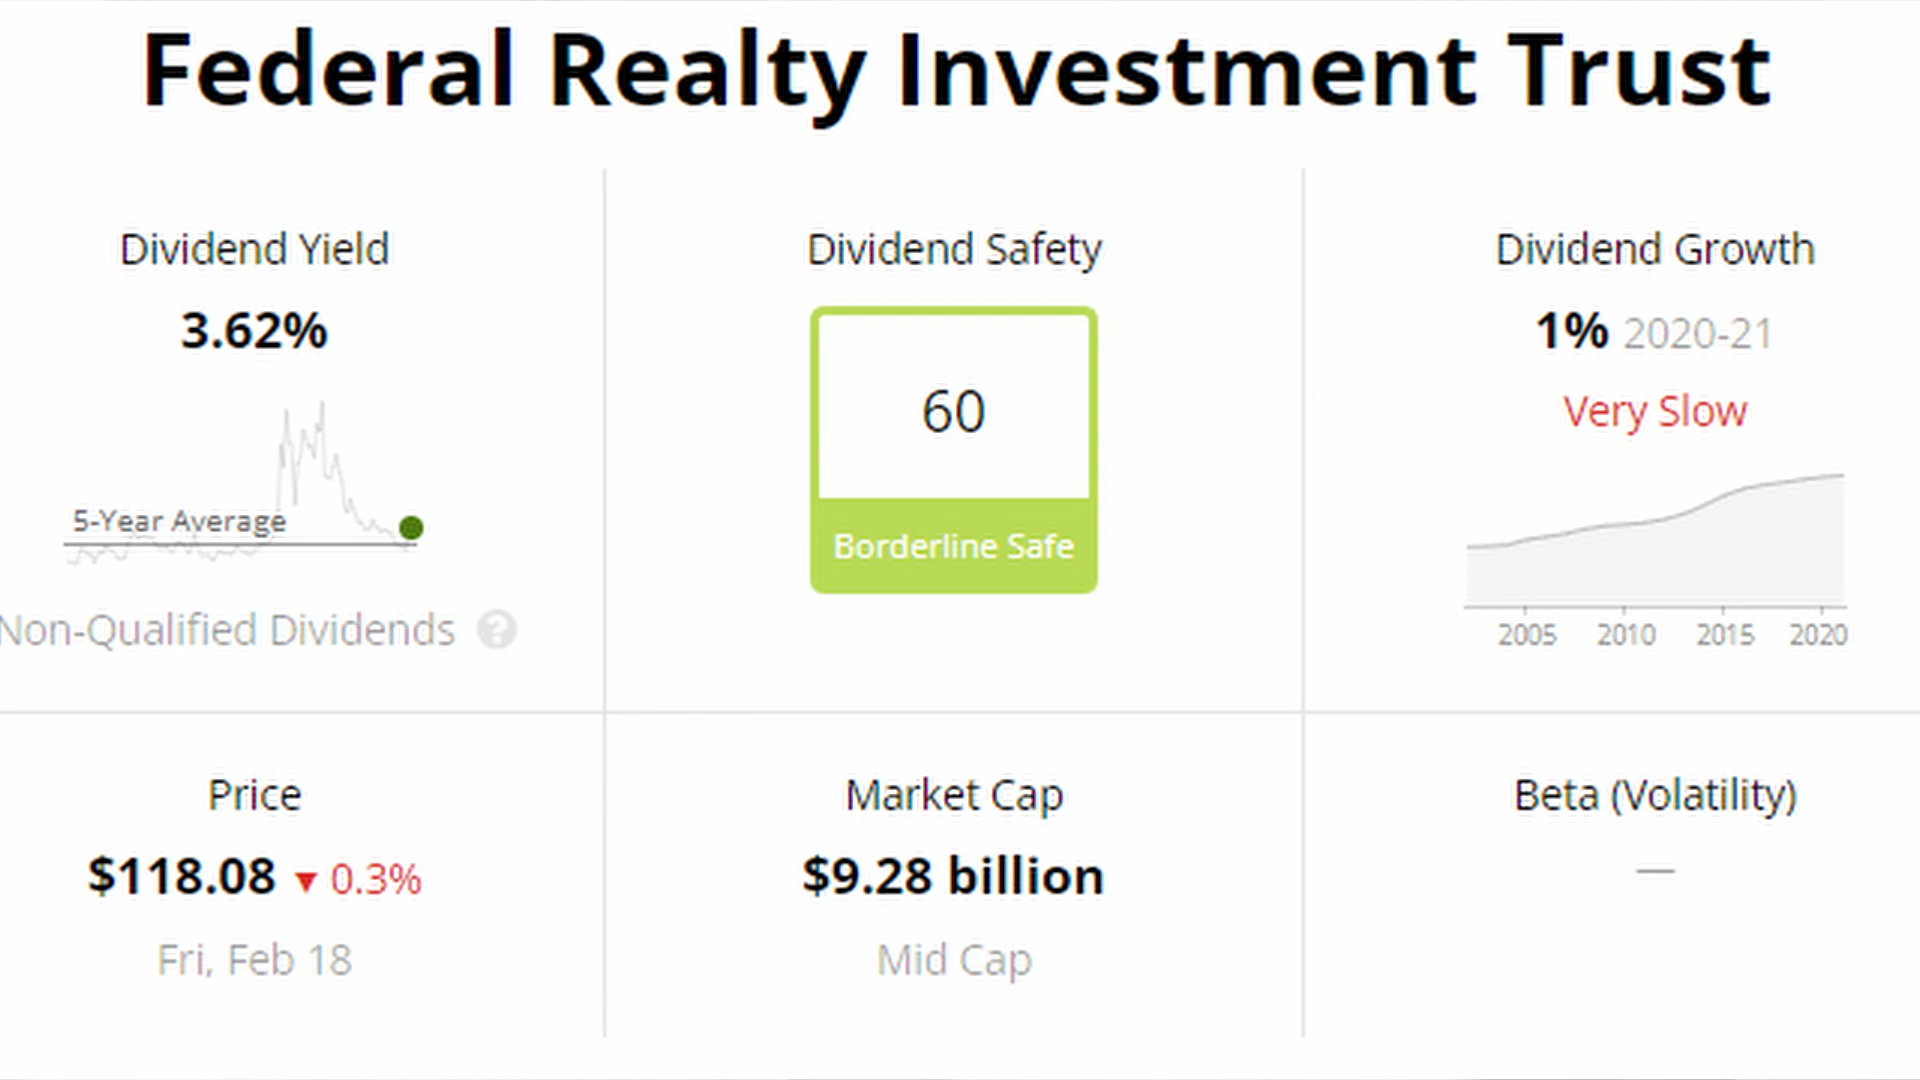 Federal Realty Investment Trust
Dividend Yield
3.62%
5-Year Average
Non-Qualified Dividends ?
Dividend Safety
60
Borderline Safe
Dividend Growth
1% 2020-21
Very Slow
2005 2010 2015 2020
Price
$118.08 ▼ 0.3%
Fri, Feb 18
Market Cap
$9.28 billion
Mid Cap
Beta (Volatility)
—